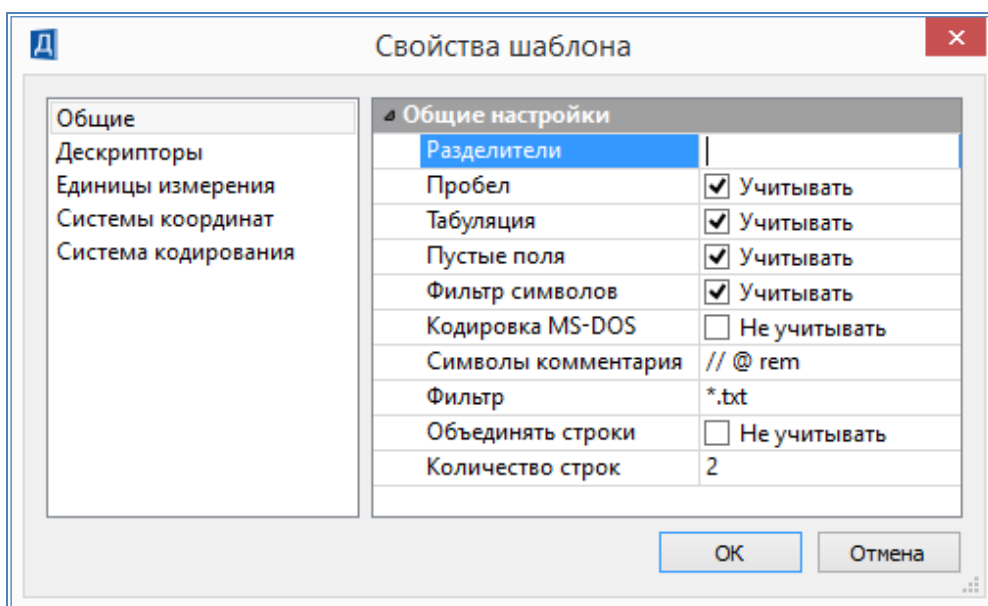 Д
Свойства шаблона
Общие
Дескрипторы
Единицы измерения
Системы координат
Система кодирования
Общие настройки
Разделители
Пробел Учитывать
Табуляция Учитывать
Пустые поля Учитывать
Фильтр символов Учитывать
Кодировка MS-DOS Не учитывать
Символы комментария // @ rem
Фильтр *.txt
Объединять строки Не учитывать
Количество строк 2
ОК Отмена